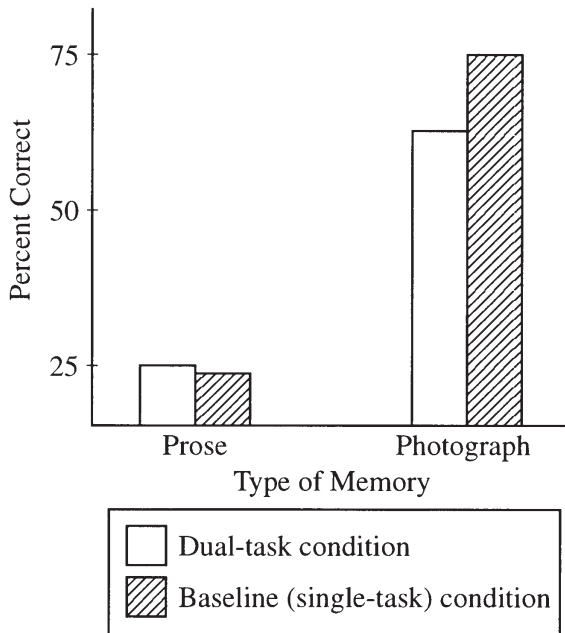 75
50
25
Percent Correct
Prose
Photograph
Type of Memory
Dual-task condition
Baseline (single-task) condition